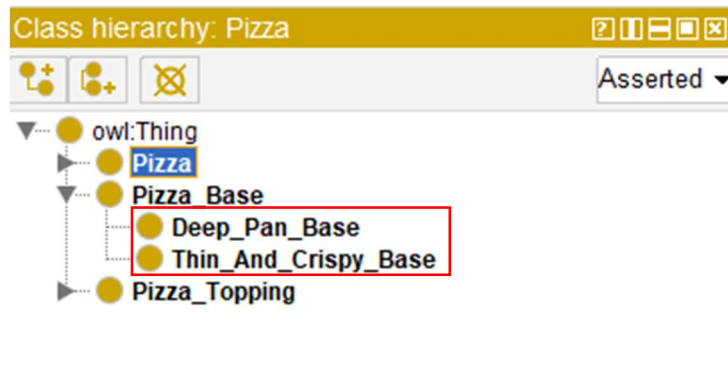 Class hierarchy: Pizza
Asserted
owl:Thing
Pizza
Pizza_Base
Deep_Pan_Base
Thin_And_Crispy_Base
Pizza_Topping